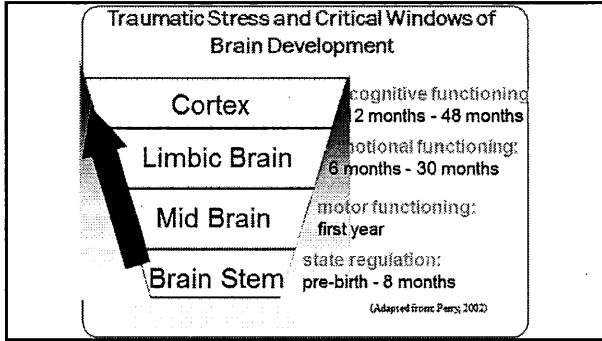 Traumatic Stress and Critical Windows of
Brain Development
Cortex
cognitive functioning
2 months - 48 months
Limbic Brain
motional functioning:
6 months - 30 months
Mid Brain
motor functioning:
first year
Brain Stem
state regulation:
pre-birth - 8 months
(Adapted from: Perry, 2002)